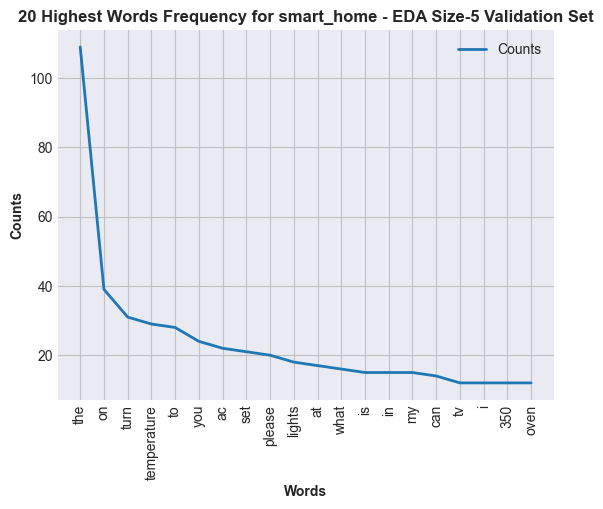 20 Highest Words Frequency for smart_home - EDA Size-5 Validation Set
Counts
100
80
60
40
20
Counts
the
on
turn
temperature
to
you
ac
set
please
lights
at
what
is
in
my
can
tv
i
350
oven
Words